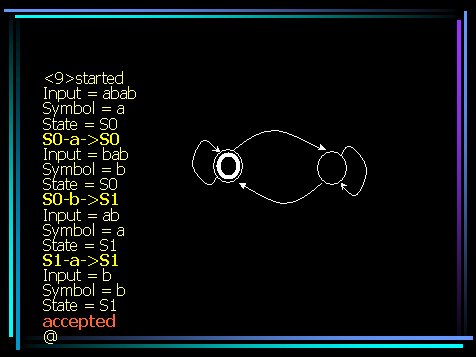 <9>started
Input = abab
Symbol = a
State = S0
S0-a->S0
Input = bab
Symbol = b
State = S0
S0-b->S1
Input = ab
Symbol = a
State = S1
S1-a->S1
Input = b
Symbol = b
State = S1
accepted
@